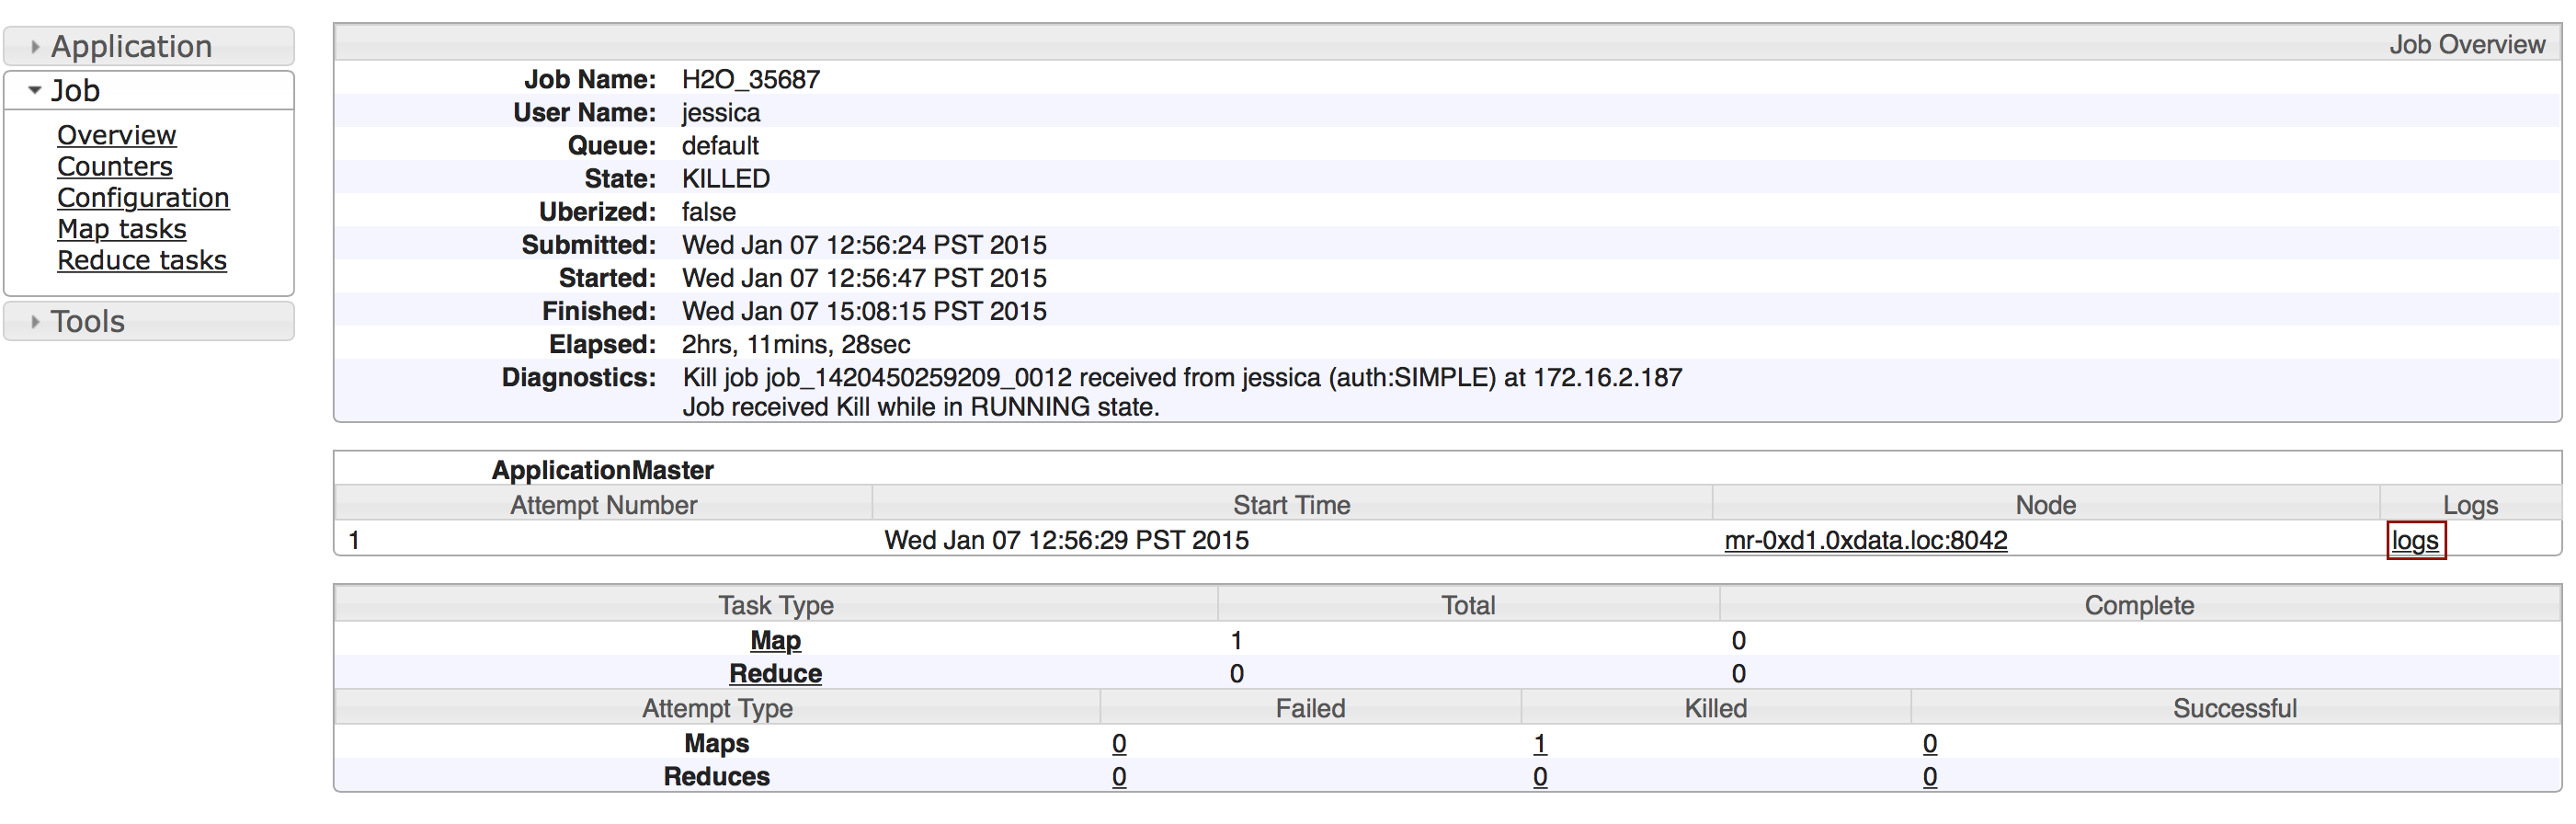 Application
Job
Overview
Counters
Configuration
Map tasks
Reduce tasks
Tools
Job Overview
Job Name: H2O_35687
User Name: jessica
Queue: default
State: KILLED
Uberized: false
Submitted: Wed Jan 07 12:56:24 PST 2015
Started: Wed Jan 07 12:56:47 PST 2015
Finished: Wed Jan 07 15:08:15 PST 2015
Elapsed: 2hrs, 11mins, 28sec
Diagnostics: Kill job job_1420450259209_0012 received from jessica (auth:SIMPLE) at 172.16.2.187
Job received Kill while in RUNNING state.
ApplicationMaster
Attempt Number Start Time Node Logs
1 Wed Jan 07 12:56:29 PST 2015 mr-0xd1.0xdata.loc:8042 logs
Task Type Total Complete
Map 1 0
Reduce 0 0
Attempt Type Failed Killed Successful
Maps 0 1 0
Reduces 0 0 0